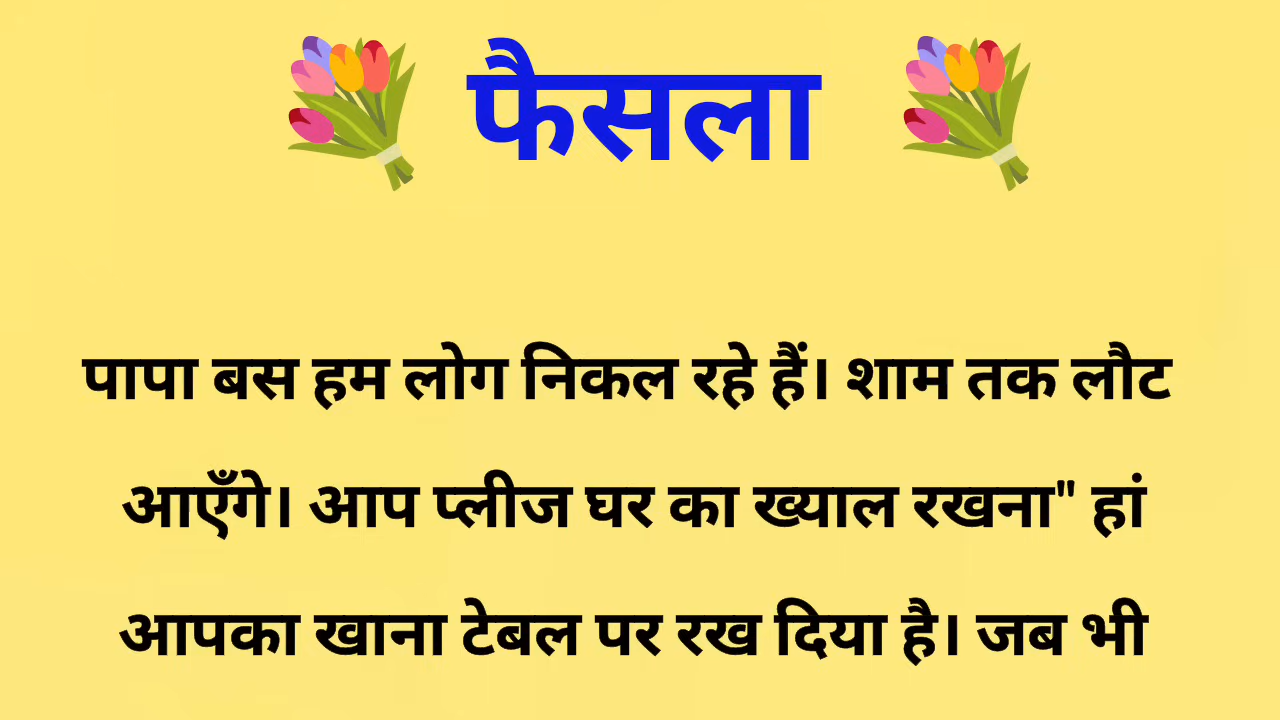 फैसला
पापा बस हम लोग निकल रहे हैं। शाम तक लौट
आएँगे। आप प्लीज घर का ख्याल रखना" हां
आपका खाना टेबल पर रख दिया है। जब भी